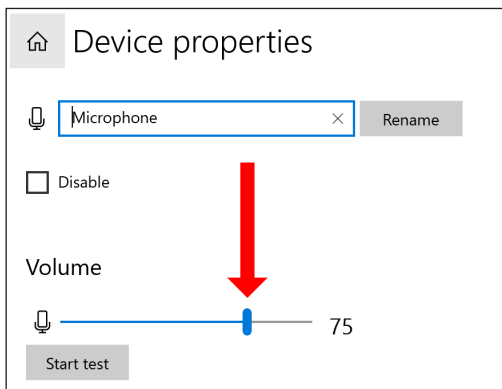 Device properties
Microphone Rename
Disable
Volume
75
Start test